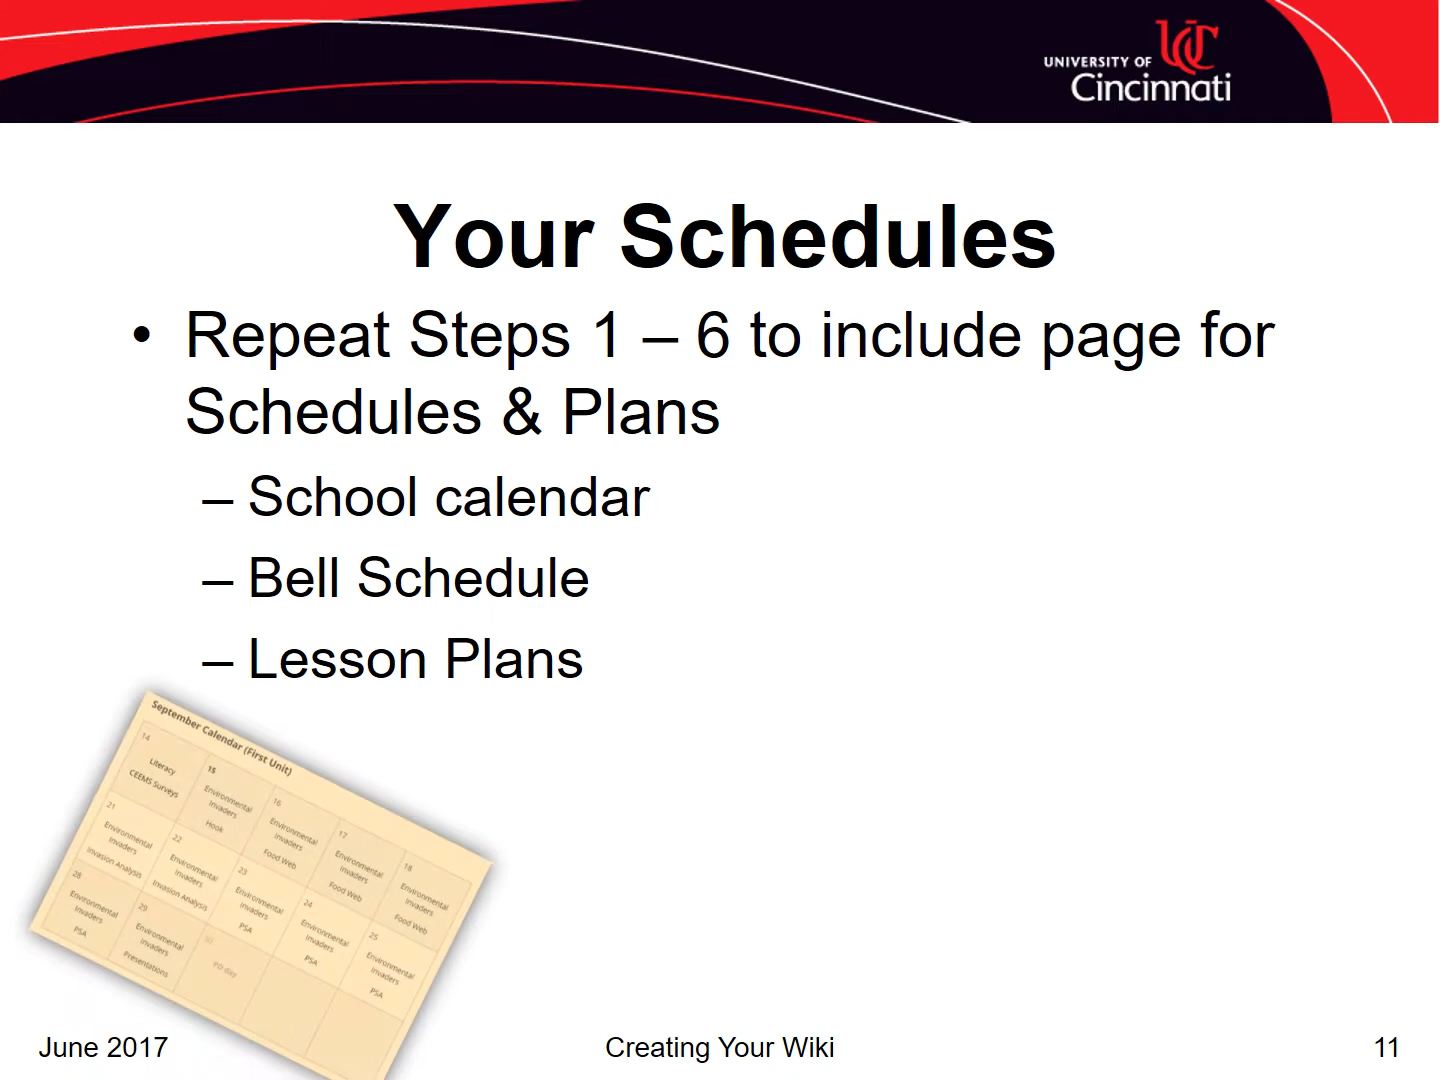 UNIVERSITY OF
Cincinnati
Your Schedules
• Repeat Steps 1 – 6 to include page for
Schedules & Plans
– School calendar
– Bell Schedule
– Lesson Plans
September Calendar (First Unit)
14
Literacy
CEEMS Surveys
15
Environmental
Invaders
Hook
16
Environmental
Invaders
Food Web
17
Environmental
Invaders
Food Web
18
Environmental
Invaders
Food Web
21
Environmental
Invaders
Invasion Analysis
22
Environmental
Invaders
Invasion Analysis
23
Environmental
Invaders
PSA
24
Environmental
Invaders
PSA
25
Environmental
Invaders
PSA
28
Environmental
Invaders
PSA
29
Environmental
Invaders
Presentations
30
PD day
June 2017
Creating Your Wiki
11